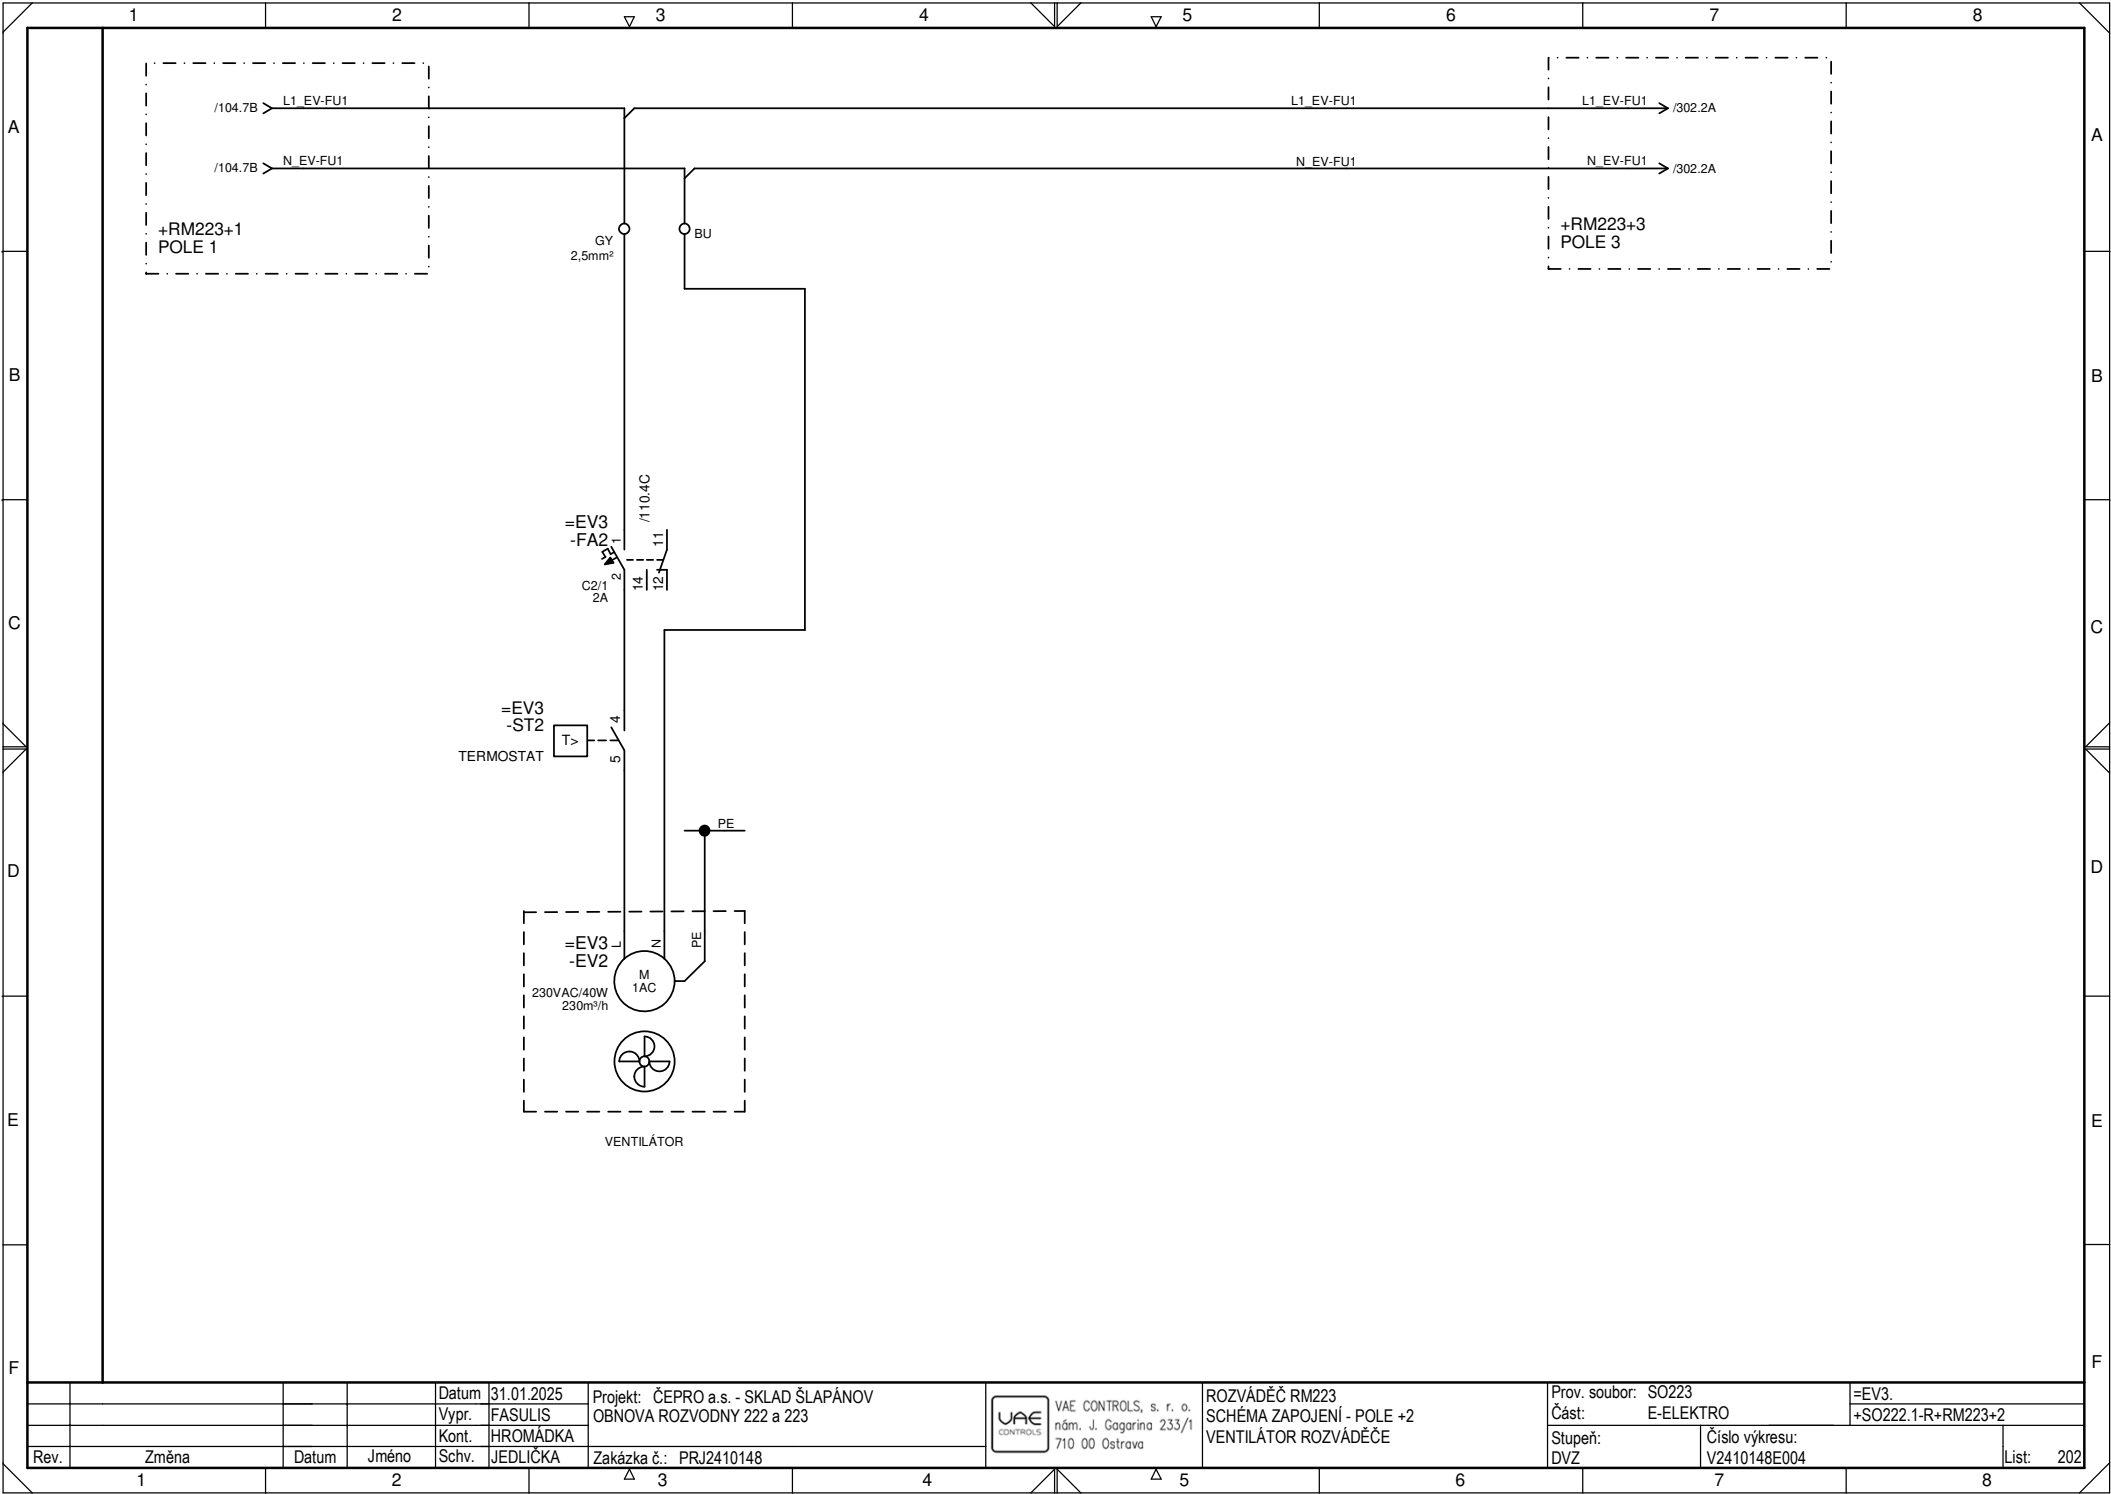 1 2 3 4 5 6 7 8
A
A
B
B
C
C
D
D
E
E
F
F
/104.7B L1_EV-FU1 L1_EV-FU1 L1_EV-FU1 /302.2A
/104.7B N_EV-FU1 N_EV-FU1 N_EV-FU1 /302.2A
+RM223+1
POLE 1
+RM223+3
POLE 3
GY
2,5mm²
BU
/110.4C
=EV3
-FA2
1
2
11
14
12
C2/1
2A
=EV3
-ST2
T>
4
5
TERMOSTAT
PE
=EV3
-EV2
L
N
PE
M
1AC
230VAC/40W
230m³/h
VENTILÁTOR
Rev. Změna Datum Jméno
Datum 31.01.2025
Vypr. FASULIS
Kont. HROMÁDKA
Schv. JEDLIČKA
Projekt: ČEPRO a.s. - SKLAD ŠLAPÁNOV
OBNOVA ROZVODNY 222 a 223
Zakázka č.: PRJ2410148
UAE
CONTROLS
VAE CONTROLS, s. r. o.
nám. J. Gagarina 233/1
710 00 Ostrava
ROZVÁDĚČ RM223
SCHÉMA ZAPOJENÍ - POLE +2
VENTILÁTOR ROZVÁDĚČE
Prov. soubor: SO223
Část: E-ELEKTRO
Stupeň:
DVZ
Číslo výkresu:
V2410148E004
=EV3.
+SO222.1-R+RM223+2
List: 202
1 2 3 4 5 6 7 8